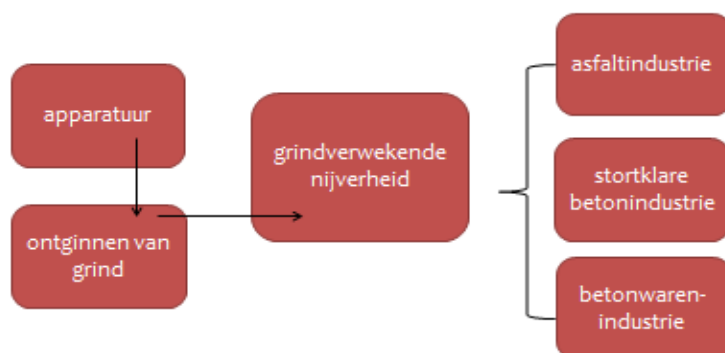 apparatuur
ontginnen van
grind
grindverwekende
nijverheid
asfaltindustrie
stortklare
betonindustrie
betonwaren-
industrie